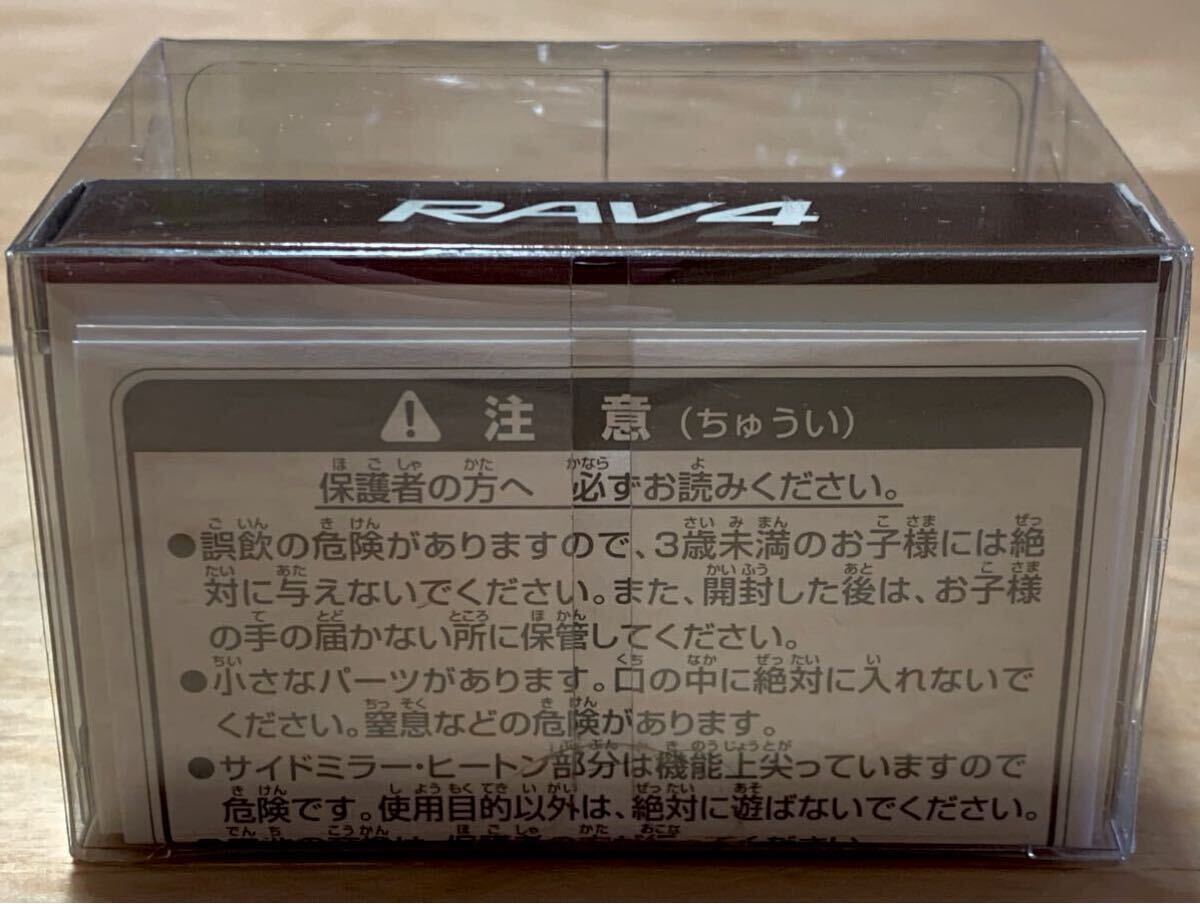 RAV4
注 意（ちゅうい）
保護者の方へ 必ずお読みください。
●誤飲の危険がありますので、3歳未満のお子様には絶
対に与えないでください。また、開封した後は、お子様
の手の届かない所に保管してください。
●小さなパーツがあります。口の中に絶対に入れないで
ください。窒息などの危険があります。
●サイドミラー・ヒートン部分は機能上尖っていますので
危険です。使用目的以外は、絶対に遊ばないでください。